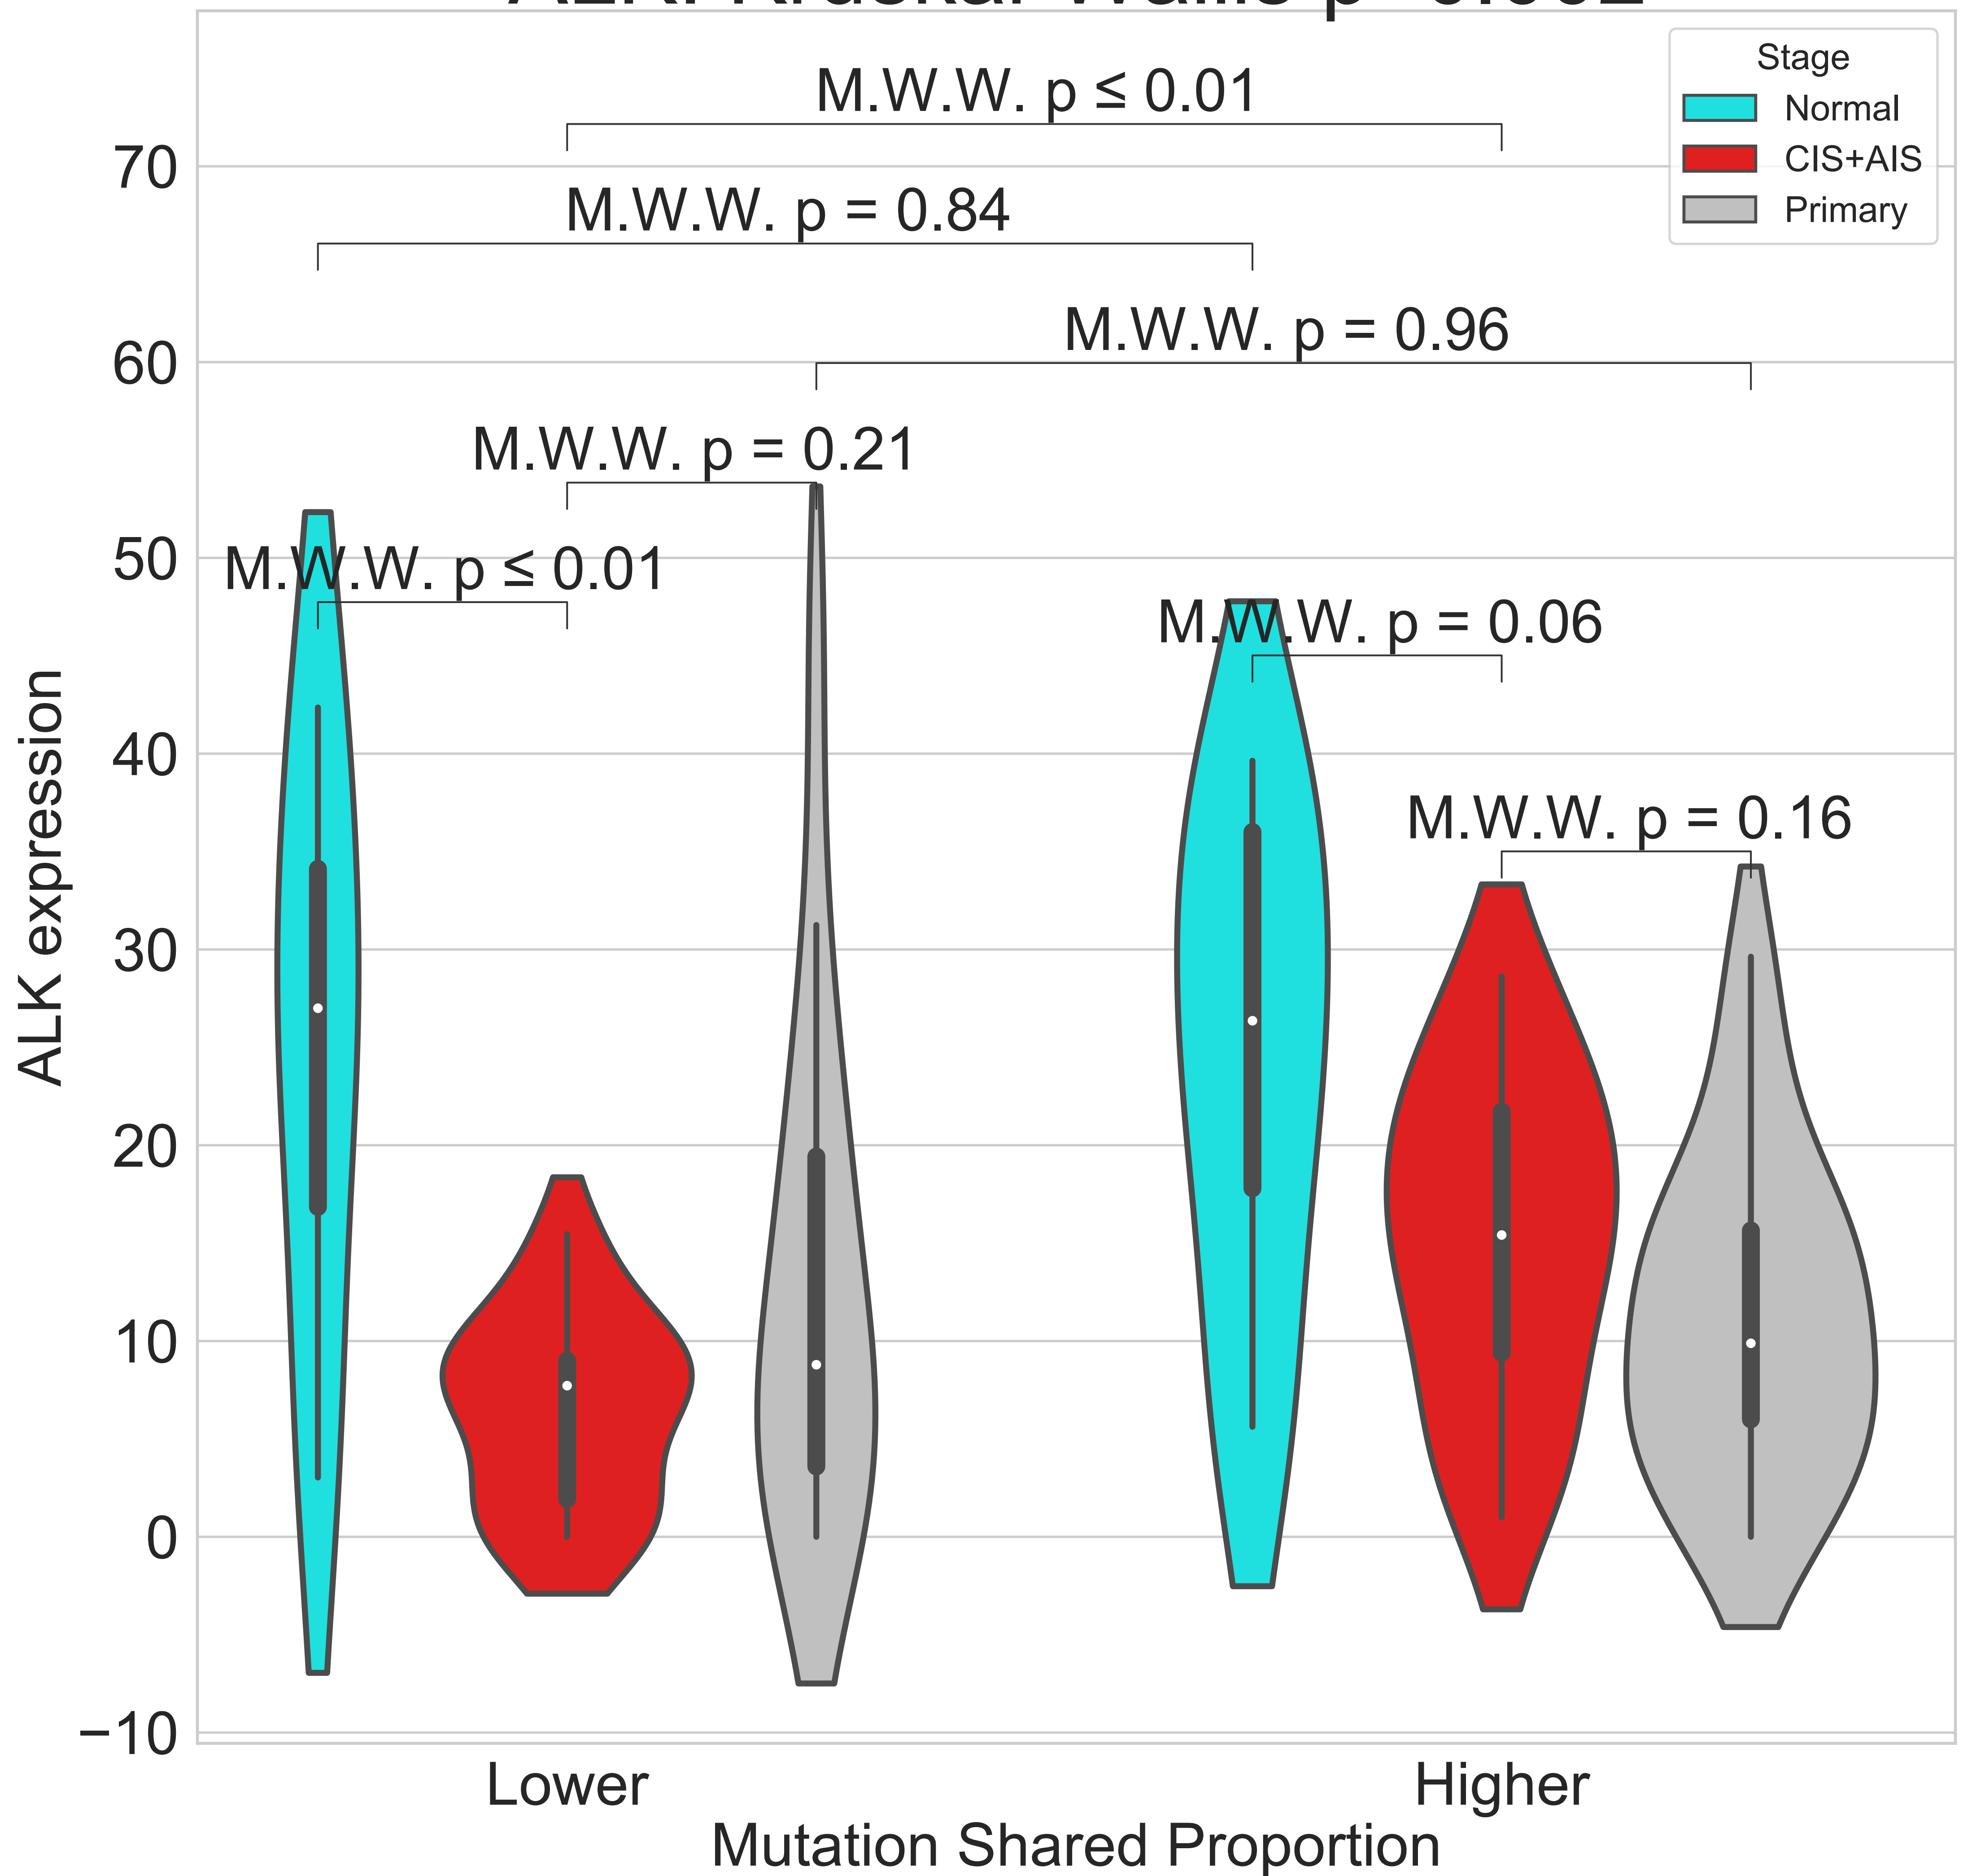 Stage
Normal
CIS+AIS
Primary
M.W.W. p ≤ 0.01
M.W.W. p = 0.84
M.W.W. p = 0.96
M.W.W. p = 0.21
M.W.W. p ≤ 0.01
M.W.W. p = 0.06
M.W.W. p = 0.16
70
60
50
40
30
20
10
0
−10
ALK expression
Lower
Higher
Mutation Shared Proportion